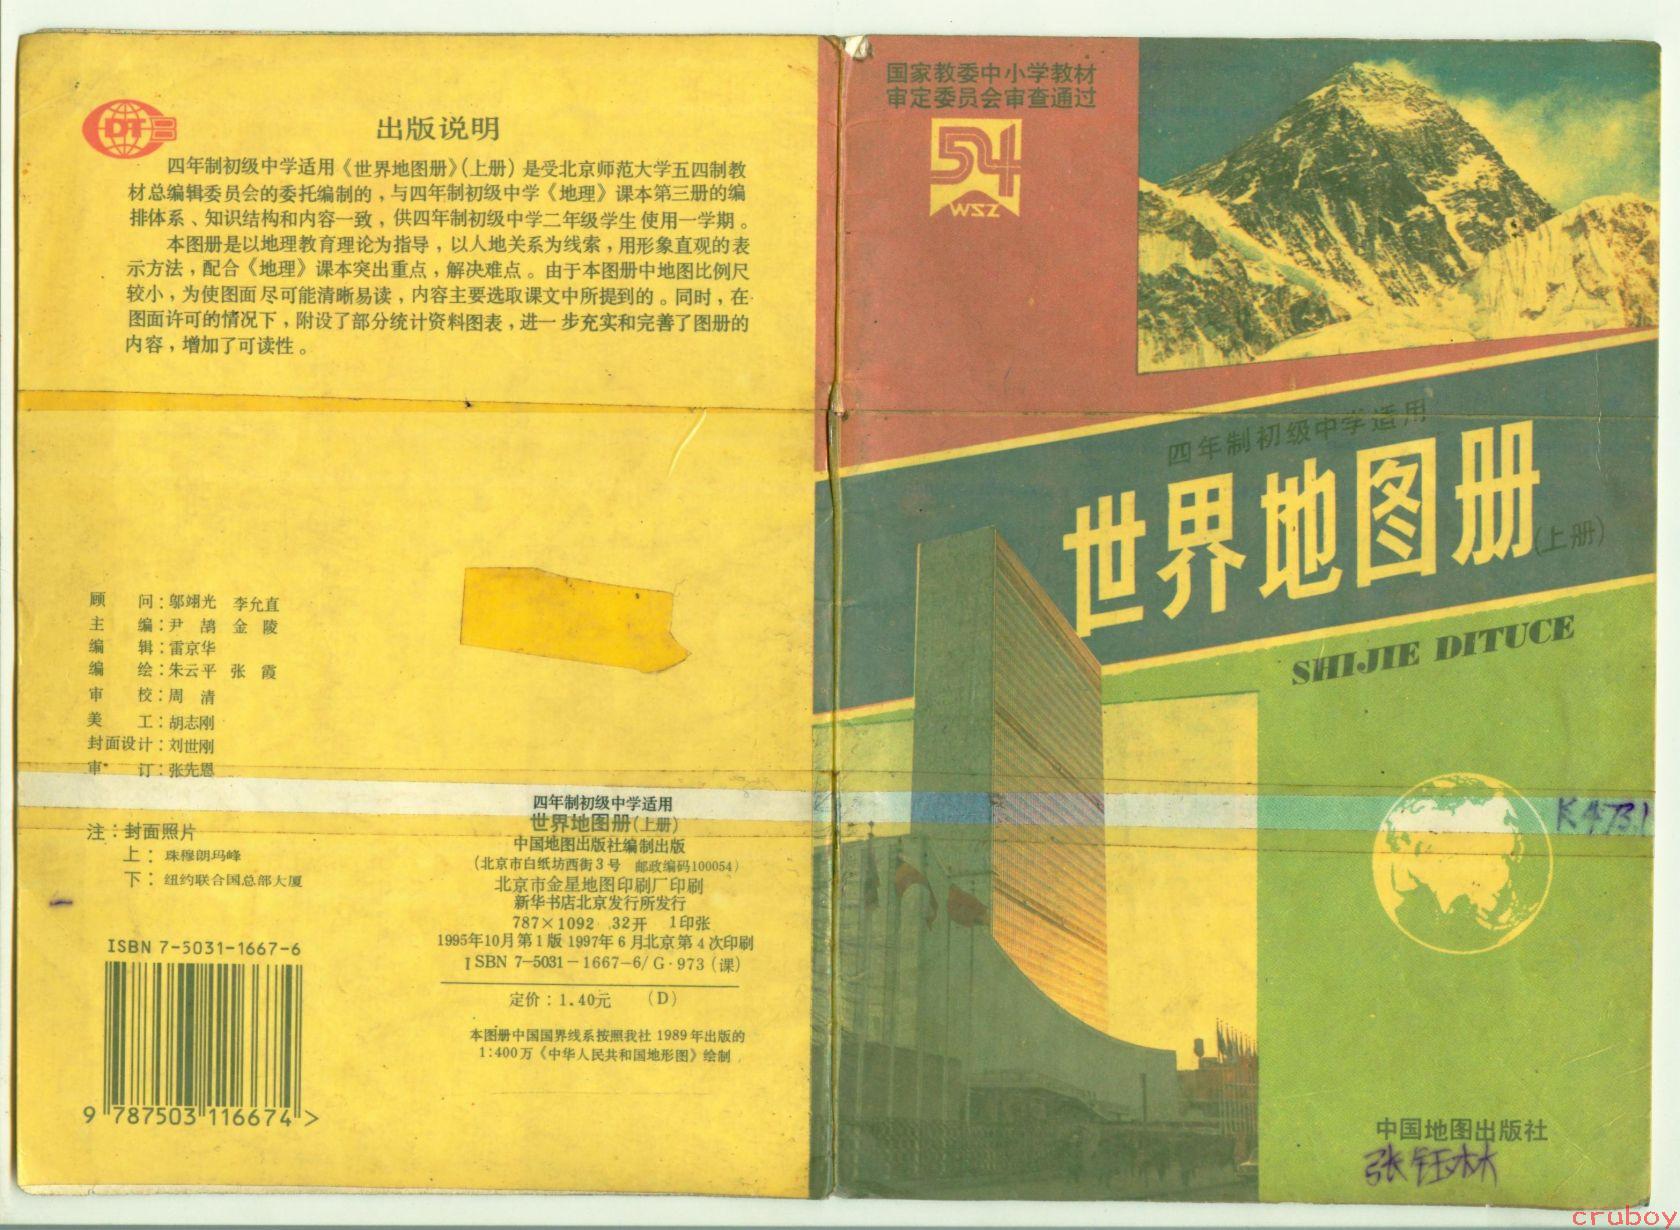 DT
出版说明
四年制初级中学适用《世界地图册》(上册) 是受北京师范大学五四制教
材总编辑委员会的委托编制的，与四年制初级中学《地理》课本第三册的编
排体系、知识结构和内容一致，供四年制初级中学二年级学生使用一学期。
本图册是以地理教育理论为指导，以人地关系为线索，用形象直观的表
示方法，配合《地理》课本突出重点，解决难点。由于本图册中地图比例尺
较小，为使图面尽可能清晰易读，内容主要选取课文中所提到的。同时，在
图面许可的情况下，附设了部分统计资料图表，进一步充实和完善了图册的
内容，增加了可读性。
顾 问：邬翊光 李允直
主 编：尹 鸪 金 陵
编 辑：雷京华
编 绘：朱云平 张 霞
审 校：周 清
美 工：胡志刚
封面设计：刘世刚
审 订：张先恩
注：封面照片
上：珠穆朗玛峰
下：纽约联合国总部大厦
ISBN 7-5031-1667-6
9 787503 116674 >
四年制初级中学适用
世界地图册(上册)
中国地图出版社编制出版
(北京市白纸坊西街3号 邮政编码100054)
北京市金星地图印刷厂印刷
新华书店北京发行所发行
787×1092 32开 1印张
1995年10月第1版 1997年6月北京第4次印刷
ISBN 7-5031-1667-6/G·973 (课)
定价：1.40元 (D)
本图册中国国界线系按照我社1989年出版的
1:400万《中华人民共和国地形图》绘制
国家教委中小学教材
审定委员会审查通过
54
WSZ
四年制初级中学适用
世界地图册(上册)
SHIJIE DITUCE
K4731
中国地图出版社
张钰林
cruboy